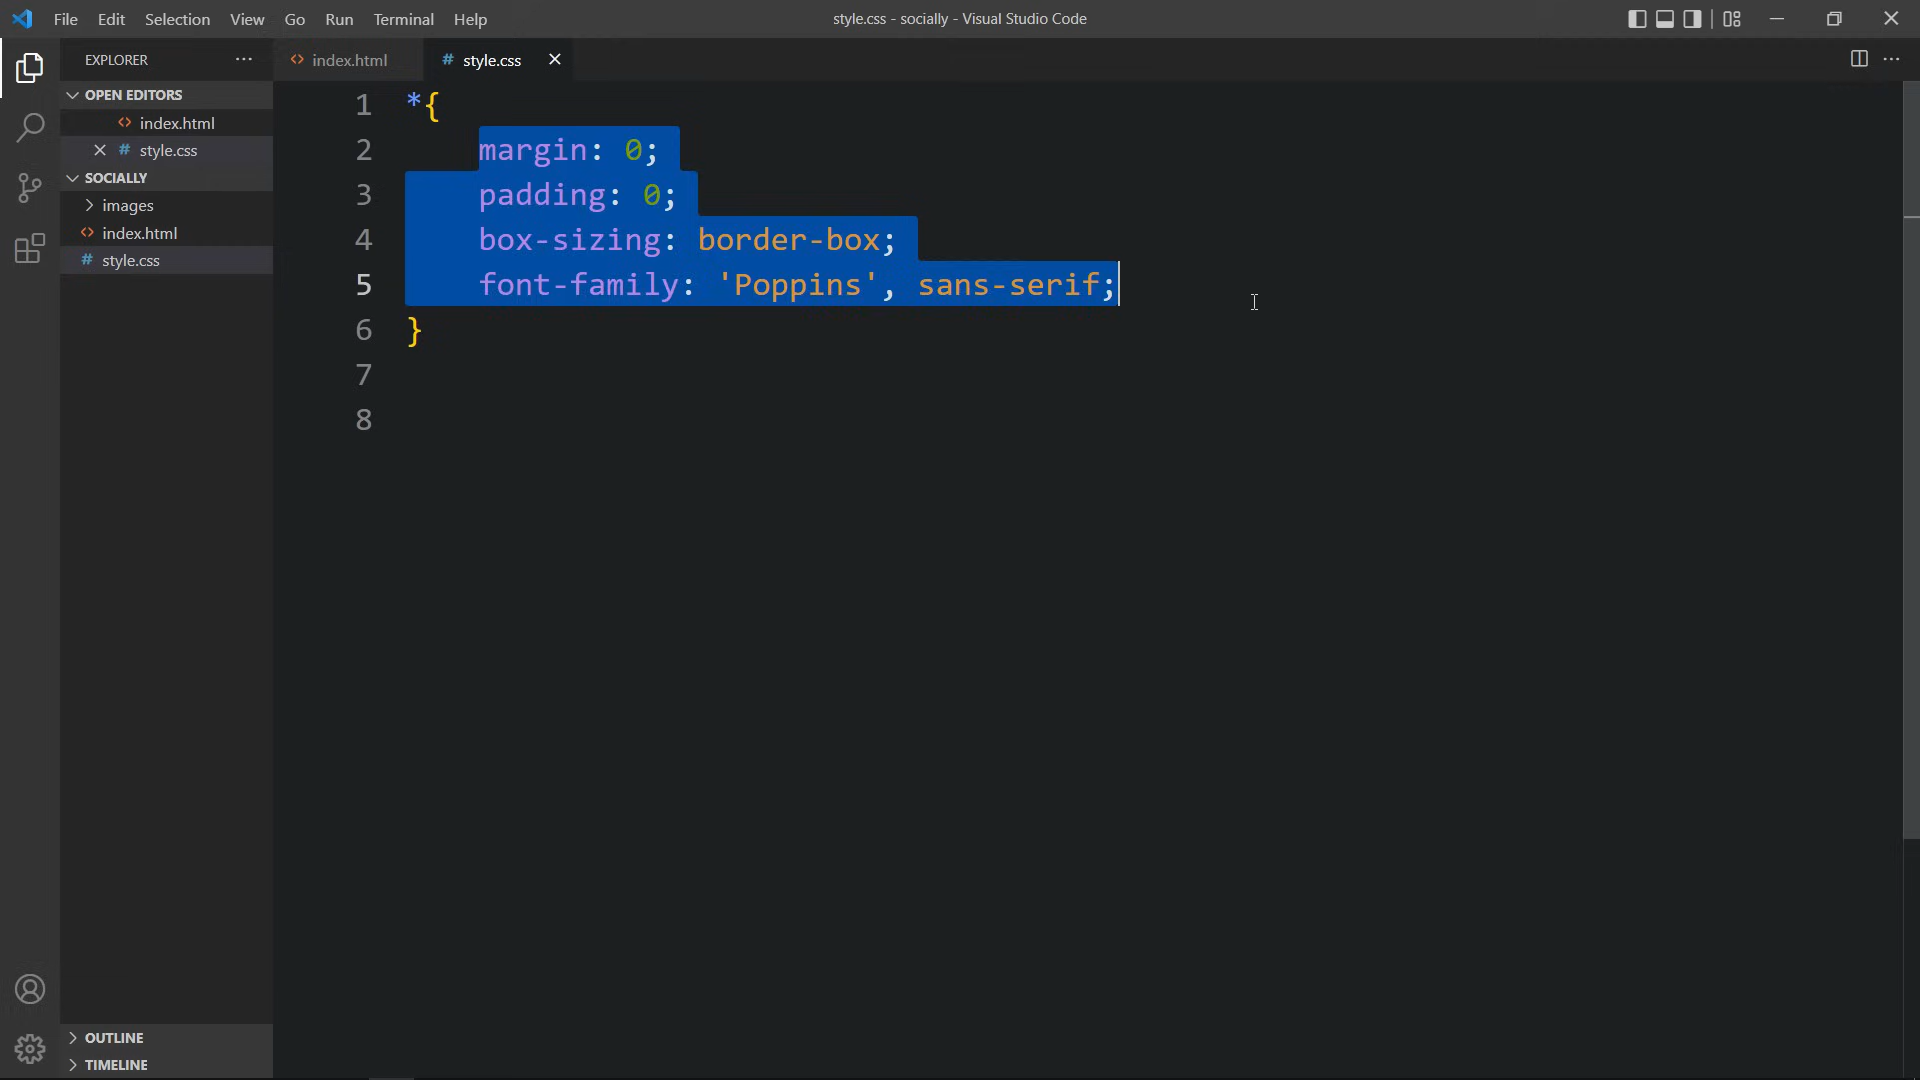 File Edit Selection View Go Run Terminal Help
style.css - socially - Visual Studio Code
EXPLORER
OPEN EDITORS
<> index.html
# style.css
SOCIALLY
images
<> index.html
# style.css
OUTLINE
TIMELINE
<> index.html
# style.css
1 *{
2 margin: 0;
3 padding: 0;
4 box-sizing: border-box;
5 font-family: 'Poppins', sans-serif;
6 }
7
8